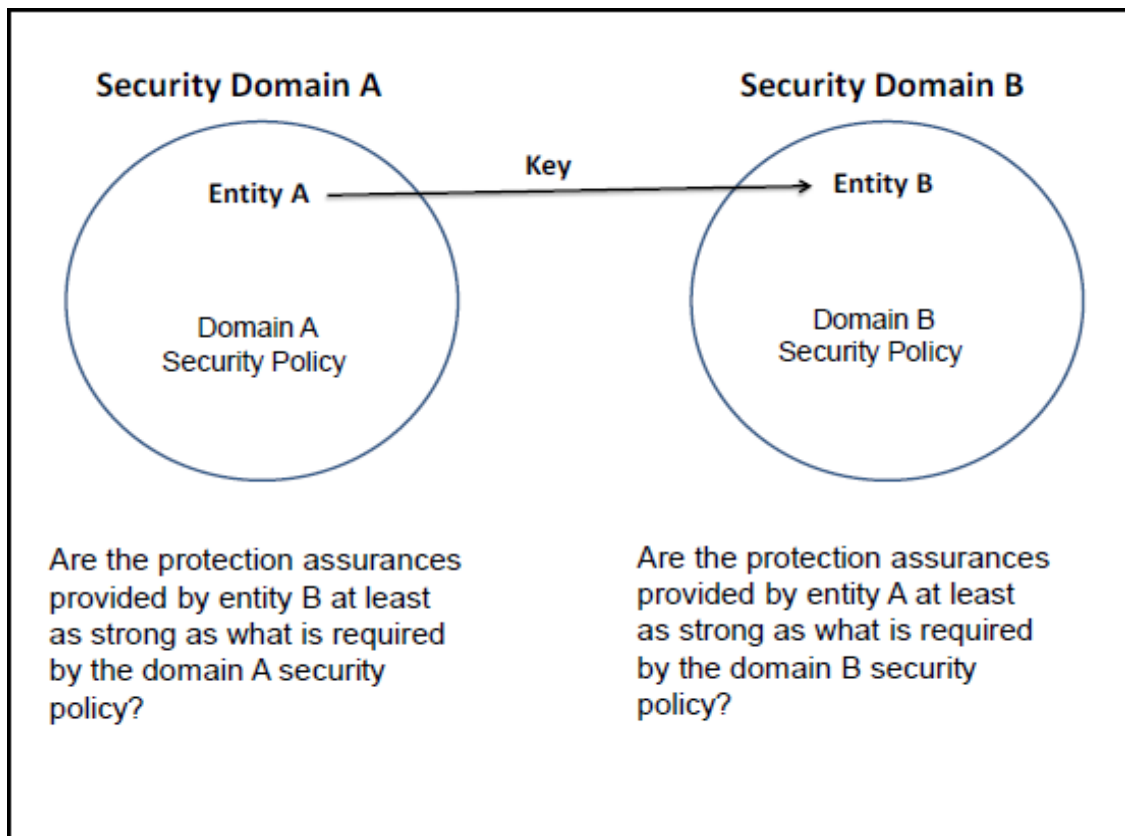 Security Domain A
Security Domain B
Key
Entity A
Entity B
Domain A
Security Policy
Domain B
Security Policy
Are the protection assurances
provided by entity B at least
as strong as what is required
by the domain A security
policy?
Are the protection assurances
provided by entity A at least
as strong as what is required
by the domain B security
policy?